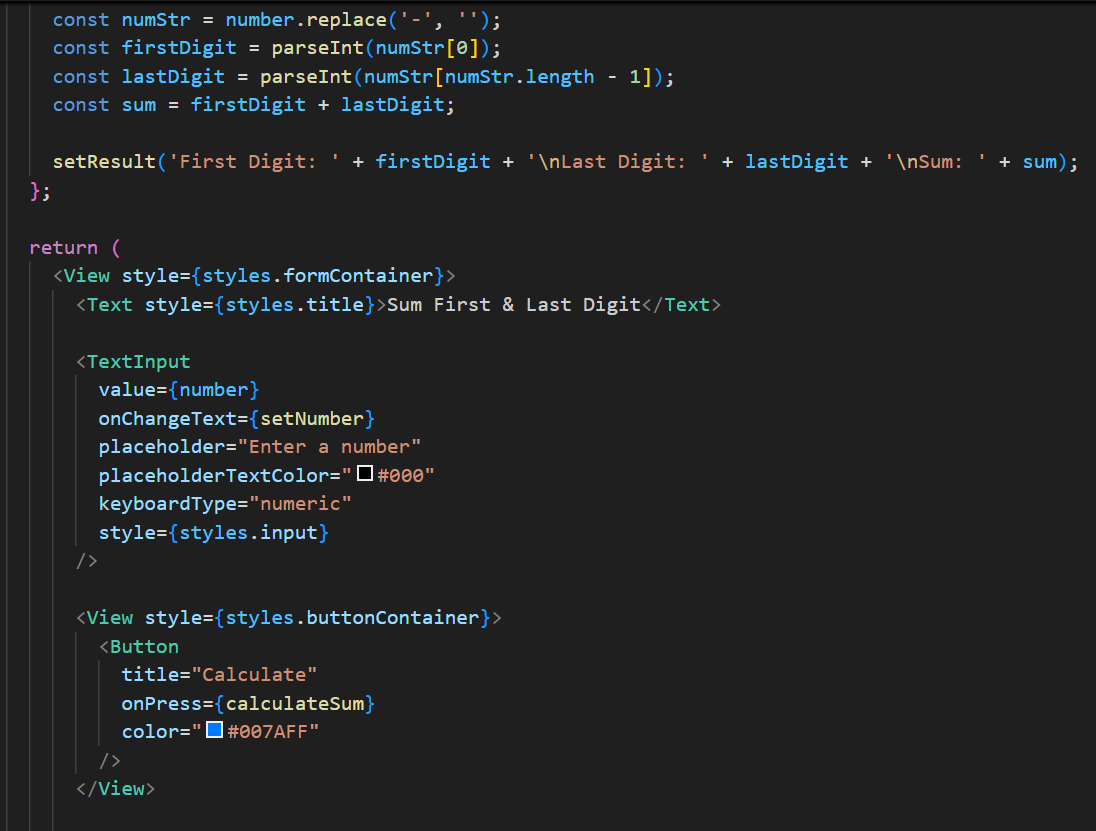 const numStr = number.replace('-', '');
const firstDigit = parseInt(numStr[0]);
const lastDigit = parseInt(numStr[numStr.length - 1]);
const sum = firstDigit + lastDigit;
setResult('First Digit: ' + firstDigit + '\nLast Digit: ' + lastDigit + '\nSum: ' + sum);
};
return (
<View style={styles.formContainer}>
<Text style={styles.title}>Sum First & Last Digit</Text>
<TextInput
value={number}
onChangeText={setNumber}
placeholder="Enter a number"
placeholderTextColor="#000"
keyboardType="numeric"
style={styles.input}
/>
<View style={styles.buttonContainer}>
<Button
title="Calculate"
onPress={calculateSum}
color="#007AFF"
/>
</View>